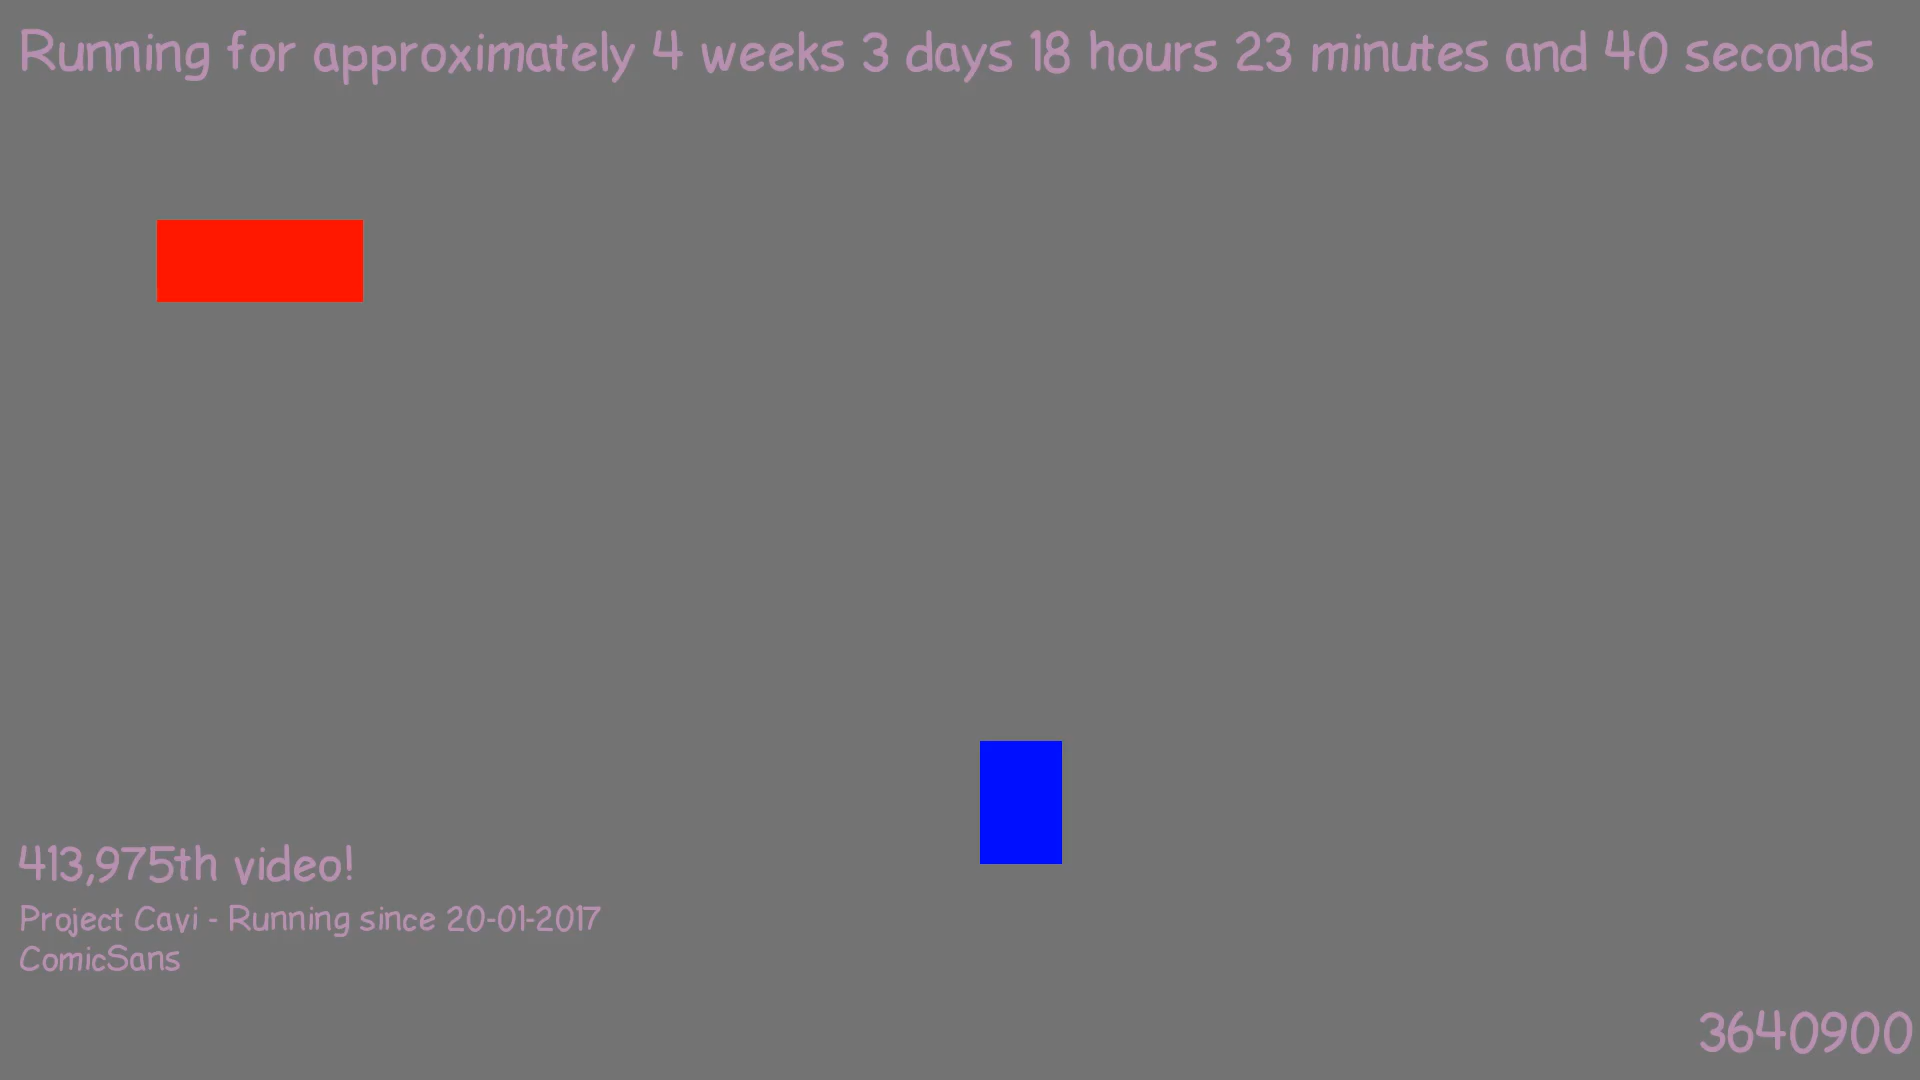 Running for approximately 4 weeks 3 days 18 hours 23 minutes and 40 seconds
413,975th video!
Project Cavi - Running since 20-01-2017
ComicSans
3640900